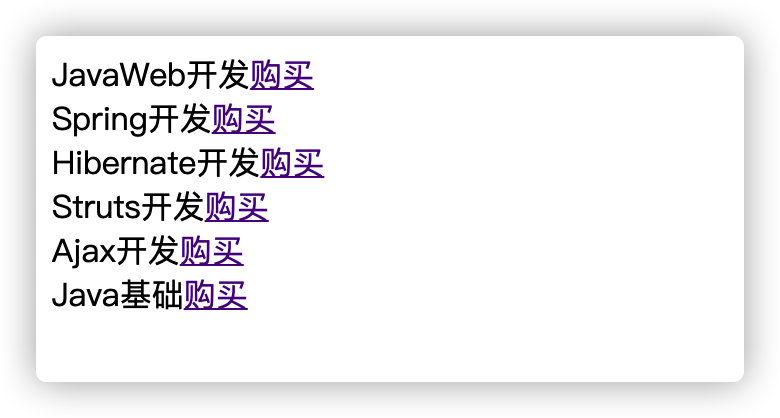 JavaWeb开发购买
Spring开发购买
Hibernate开发购买
Struts开发购买
Ajax开发购买
Java基础购买